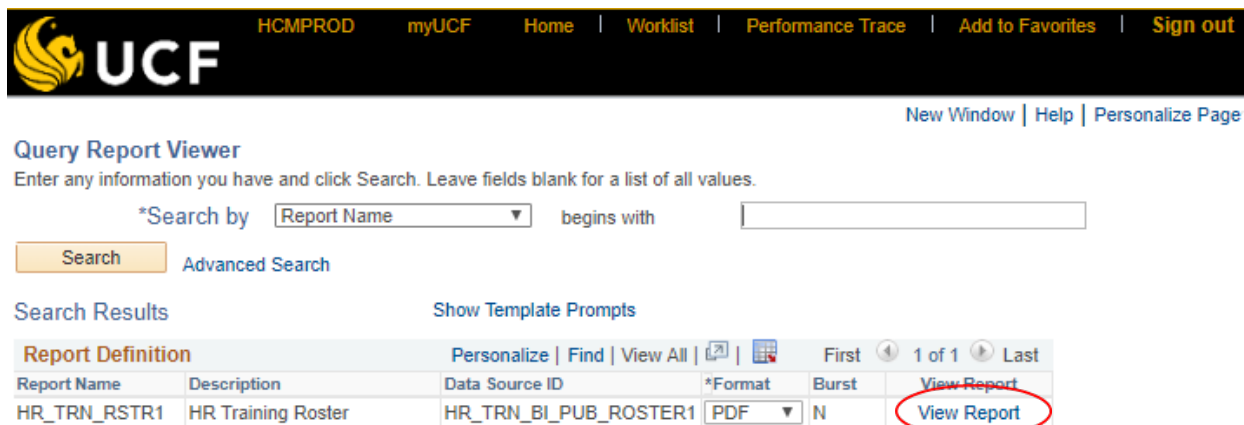 HCMPROD myUCF Home | Worklist | Performance Trace | Add to Favorites | Sign out
UCF
New Window | Help | Personalize Page
Query Report Viewer
Enter any information you have and click Search. Leave fields blank for a list of all values.
*Search by Report Name begins with
Search Advanced Search
Search Results Show Template Prompts
Report Definition Personalize | Find | View All | | First 1 of 1 Last
Report Name Description Data Source ID *Format Burst View Report
HR_TRN_RSTR1 HR Training Roster HR_TRN_BI_PUB_ROSTER1 PDF N View Report